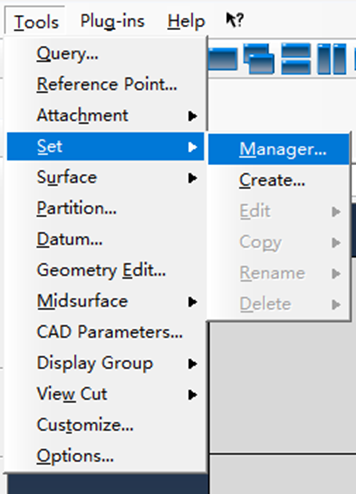 Tools Plug-ins Help ?
Query...
Reference Point...
Attachment
Set
Manager...
Surface
Create...
Partition...
Edit
Datum...
Copy
Geometry Edit...
Rename
Midsurface
Delete
CAD Parameters...
Display Group
View Cut
Customize...
Options...